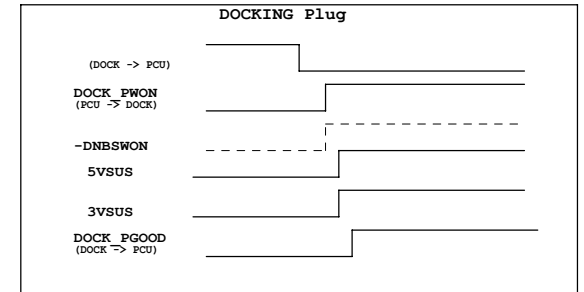 DOCKING Plug
(DOCK -> PCU)
DOCK_PWON
(PCU -> DOCK)
-DNBSWON
5VSUS
3VSUS
DOCK_PGOOD
(DOCK -> PCU)